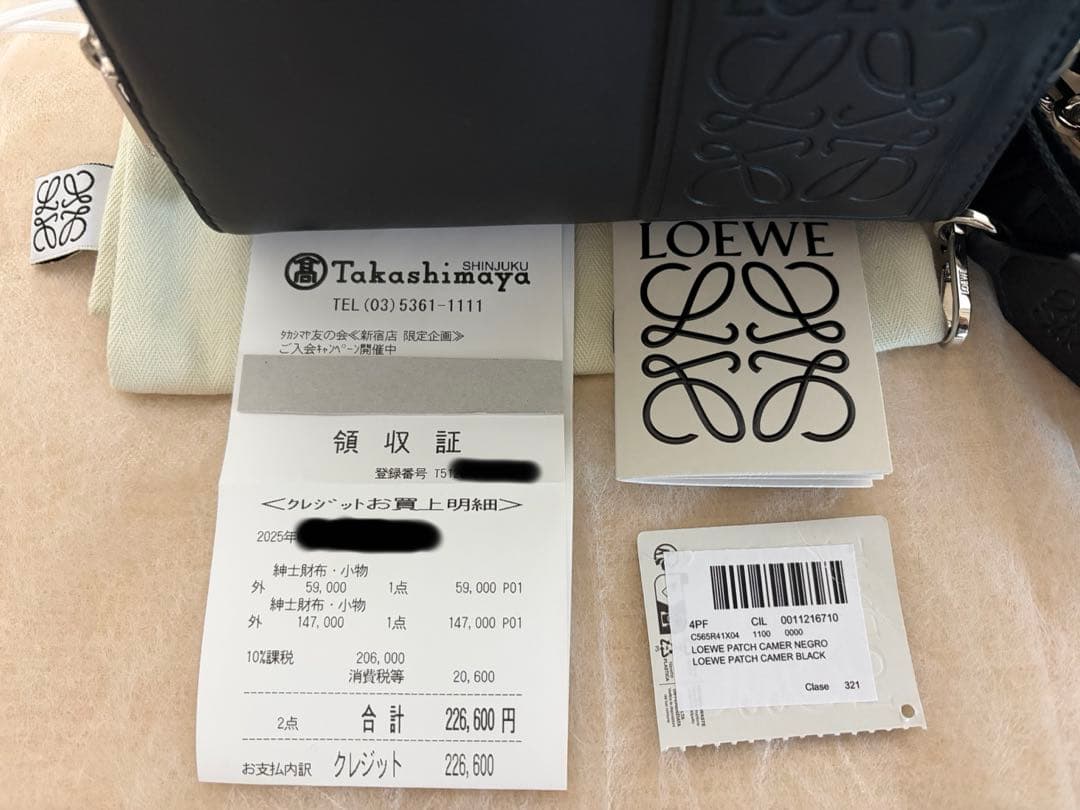 LOEWE
Takashimaya
SHINJUKU
TEL (03) 5361-1111
ﾀｶｼﾏﾔ友の会≪新宿店 限定企画≫
ご入会ｷｬﾝﾍﾟｰﾝ開催中
領 収 証
登録番号 T51
＜クレジットお買上明細＞
2025年
紳士財布・小物
外 59,000 1点 59,000 P01
紳士財布・小物
外 147,000 1点 147,000 P01
10%課税 206,000
消費税等 20,600
2点 合 計 226,600 円
お支払内訳 クレジット 226,600
LOEWE
LOEWE
4PF CIL 0011216710
C565R41X04 1100 0000
LOEWE PATCH CAMER NEGRO
LOEWE PATCH CAMER BLACK
Clase 321